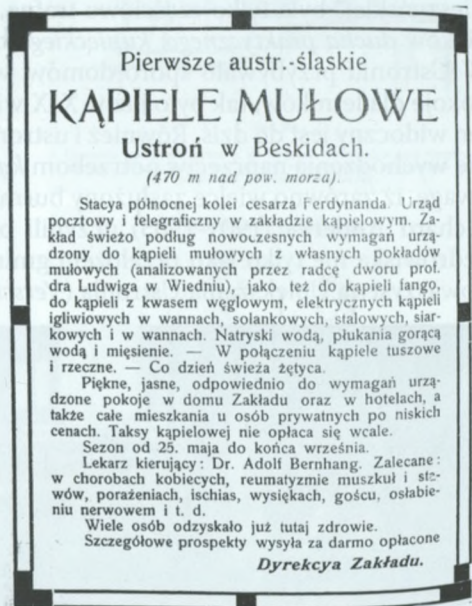 Pierwsze austr.-śląskie
KĄPIELE MUŁOWE
Ustroń w Beskidach.
(470 m nad pow. morza).
Stacya północnej kolei cesarza Ferdynanda. Urząd
pocztowy i telegraficzny w zakładzie kąpielowym. Za-
kład świeżo podług nowoczesnych wymagań urzą-
dzony do kąpieli mułowych z własnych pokładów
mułowych (analizowanych przez radcę dworu prof.
dra Ludwiga w Wiedniu), jako też do kąpieli fango,
do kąpieli z kwasem węglowym, elektrycznych kąpieli
igliwiowych w wannach, solankowych, stalowych, siar-
kowych i w wannach. Natryski wodą, płukania gorącą
wodą i mięsienie. — W połączeniu kąpiele tuszowe
i rzeczne. — Co dzień świeża żętyca.
Piękne, jasne, odpowiednio do wymagań urzą-
dzone pokoje w domu Zakładu oraz w hotelach, a
także całe mieszkania u osób prywatnych po niskich
cenach. Taksy kąpielowej nie opłaca się wcale.
Sezon od 25. maja do końca września.
Lekarz kierujący: Dr. Adolf Bernhang. Zalecane:
w chorobach kobiecych, reumatyzmie muszkuł i sta-
wów, porażeniach, ischias, wysiękach, gośćcu, osłabie-
niu nerwowem i t. d.
Wiele osób odzyskało już tutaj zdrowie.
Szczegółowe prospekty wysyła za darmo opłacone
Dyrekcya Zakładu.